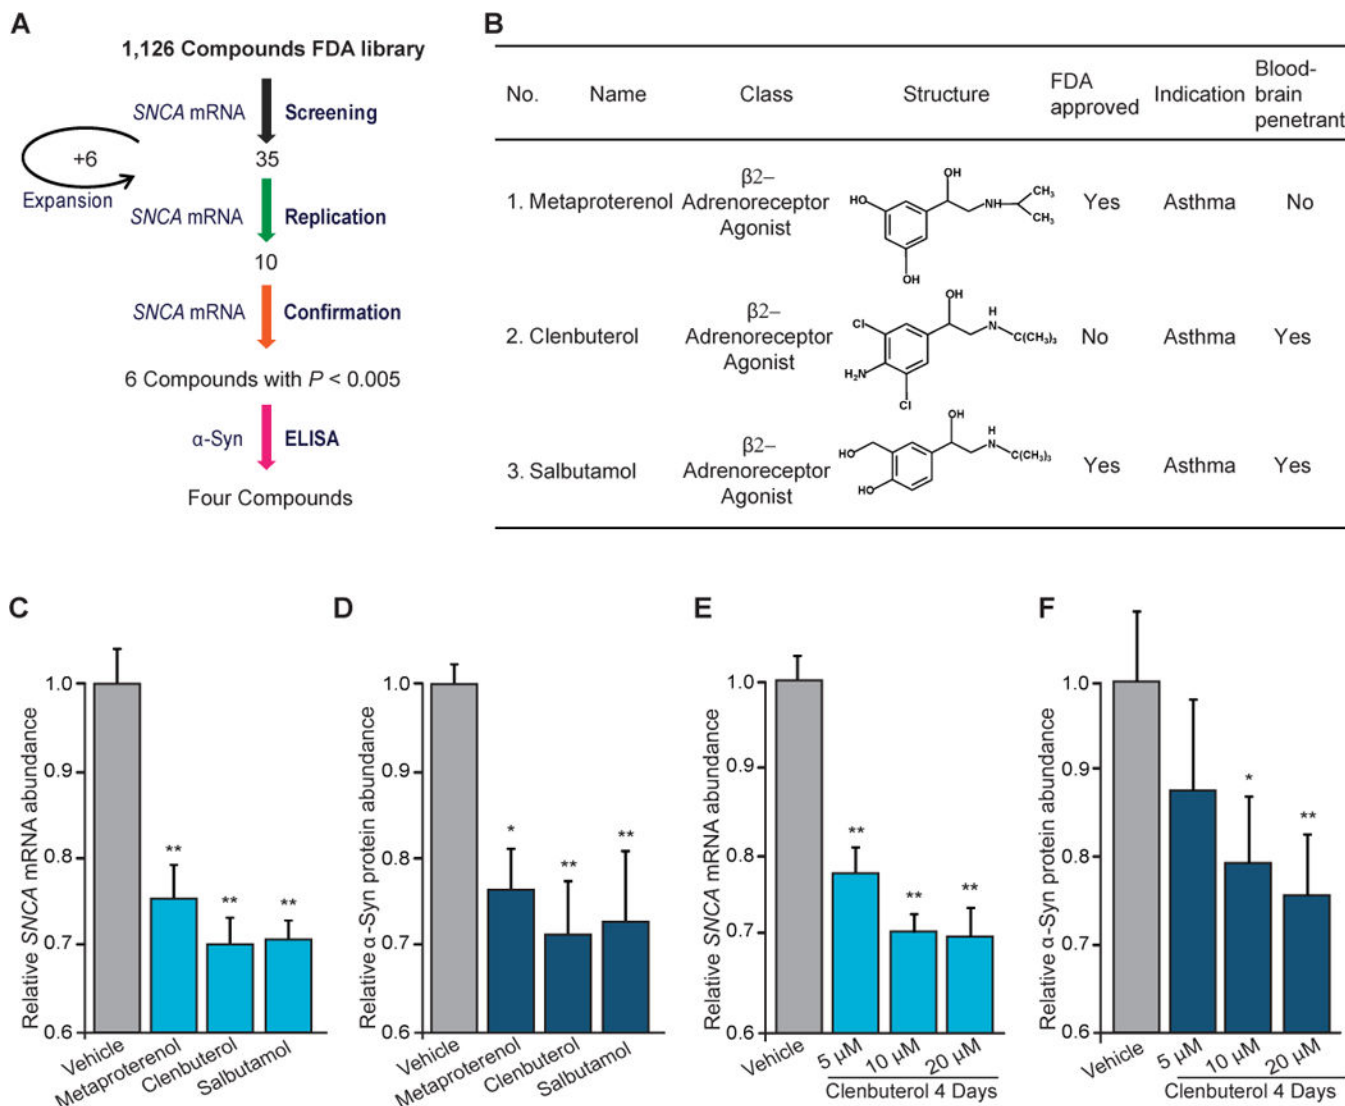 A
1,126 Compounds FDA library
SNCA mRNA Screening
+6
35
Expansion
SNCA mRNA Replication
10
SNCA mRNA Confirmation
6 Compounds with P < 0.005
α-Syn ELISA
Four Compounds
B
No. Name Class Structure FDA approved Indication Blood-brain penetrant
β2–
1. Metaproterenol Adrenoreceptor Yes Asthma No
Agonist
OH
HO
NH
CH₃
CH₃
OH
β2–
2. Clenbuterol Adrenoreceptor No Asthma Yes
Agonist
OH
H
Cl
N
C(CH₃)₃
H₂N
Cl
β2–
3. Salbutamol Adrenoreceptor Yes Asthma Yes
Agonist
OH
H
N
HO
C(CH₃)₃
HO
C
Relative SNCA mRNA abundance
1.0
0.9
0.8
0.7
0.6
**
**
**
Vehicle
Metaproterenol
Clenbuterol
Salbutamol
D
Relative α-Syn protein abundance
1.0
0.9
0.8
0.7
0.6
*
**
**
Vehicle
Metaproterenol
Clenbuterol
Salbutamol
E
Relative SNCA mRNA abundance
1.0
0.9
0.8
0.7
0.6
**
**
**
Vehicle
5 µM
10 µM
20 µM
Clenbuterol 4 Days
F
Relative α-Syn protein abundance
1.0
0.9
0.8
0.7
0.6
*
**
Vehicle
5 µM
10 µM
20 µM
Clenbuterol 4 Days